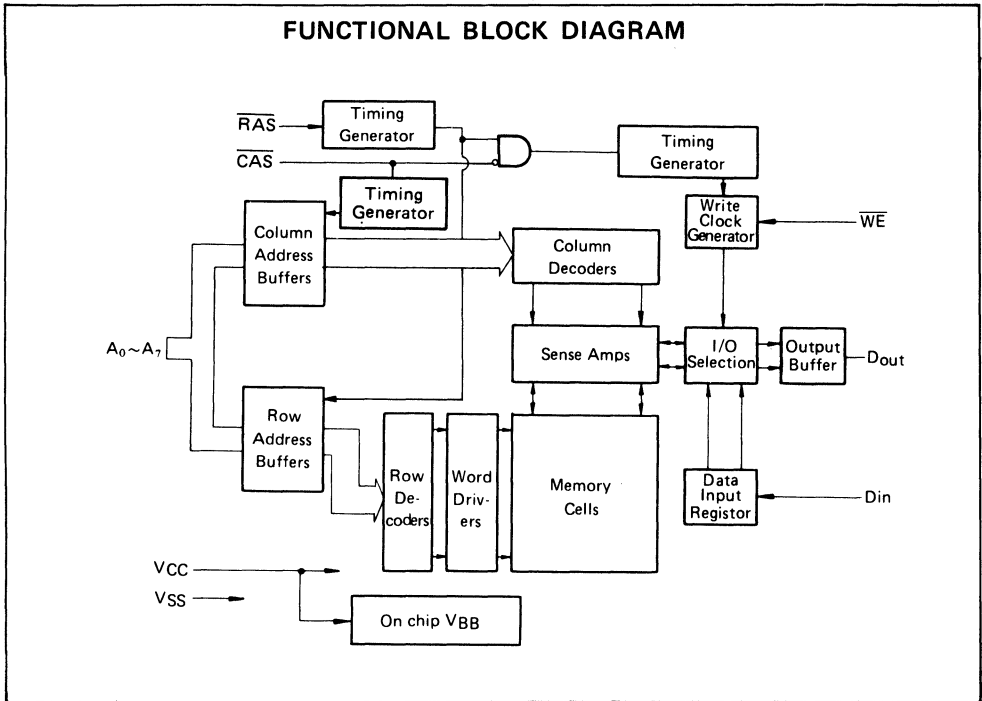 FUNCTIONAL BLOCK DIAGRAM
RAS
Timing
Generator
CAS
Timing
Generator
Timing
Generator
Write
Clock
Generator
WE
Column
Address
Buffers
Column
Decoders
A₀~A₇
Sense Amps
I/O
Selection
Output
Buffer
Dout
Row
Address
Buffers
Row
De-
coders
Word
Driv-
ers
Memory
Cells
Data
Input
Registor
Din
VCC
VSS
On chip VBB